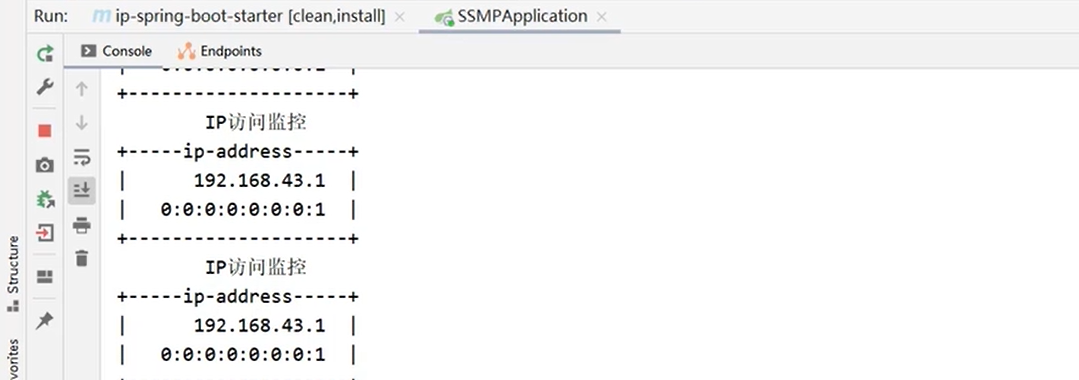 Run: ip-spring-boot-starter [clean,install] SSMPApplication
Console Endpoints
+--------------------+
IP访问监控
+-----ip-address-----+
| 192.168.43.1 |
| 0:0:0:0:0:0:0:1 |
+--------------------+
IP访问监控
+-----ip-address-----+
| 192.168.43.1 |
| 0:0:0:0:0:0:0:1 |
Structure